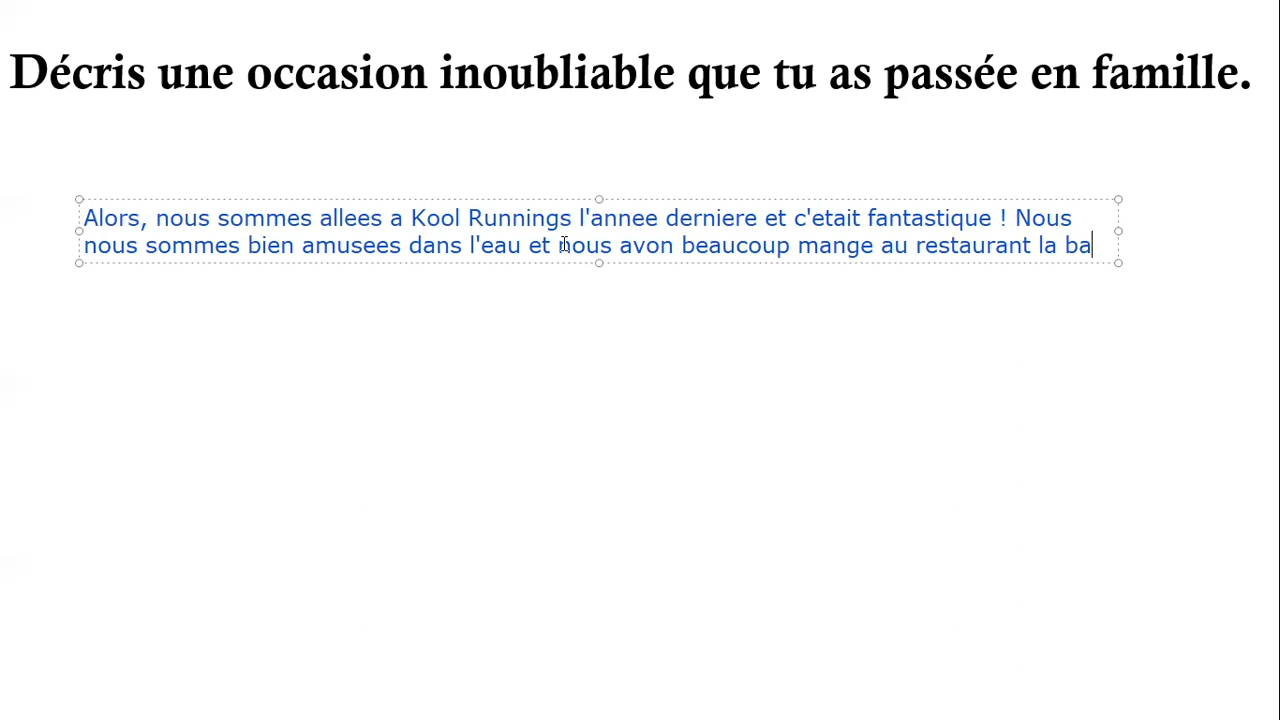 Décris une occasion inoubliable que tu as passée en famille.
Alors, nous sommes allees a Kool Runnings l'annee derniere et c'etait fantastique ! Nous
nous sommes bien amusees dans l'eau et nous avon beaucoup mange au restaurant la ba